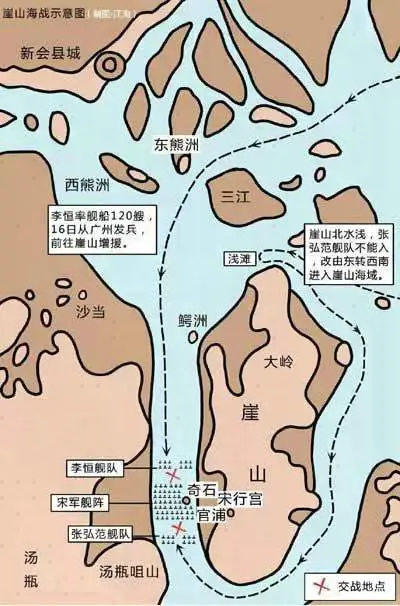 崖山海战示意图(制图:江海)
新会县城
东熊洲
西熊洲
三江
李恒率舰船120艘，
16日从广州发兵，
前往崖山增援。
崖山北水浅，张
弘范舰队不能入，
改由东转西南
进入崖山海域。
浅滩
沙当
鳄洲
大岭
崖
山
李恒舰队
奇石
宋军舰阵
宋行宫
官浦
张弘范舰队
汤
瓶
汤瓶咀山
交战地点